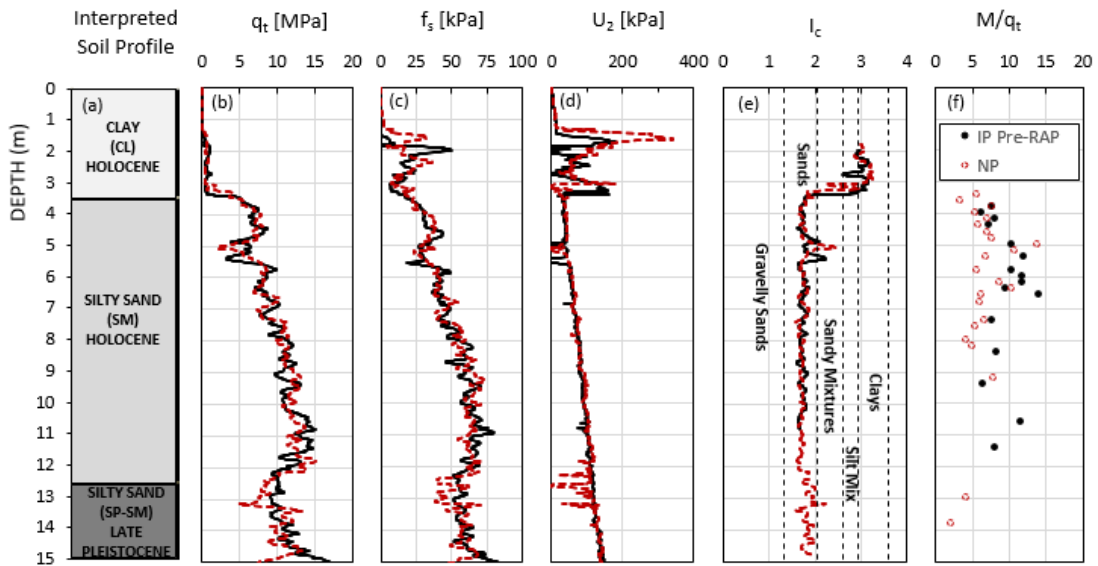 Interpreted
Soil Profile
qt [MPa]
fs [kPa]
U2 [kPa]
Ic
M/qt
0 5 10 15 20
0 25 50 75 100
0 200 400
0 1 2 3 4
0 5 10 15 20
DEPTH (m)
0
1
2
3
4
5
6
7
8
9
10
11
12
13
14
15
(a)
CLAY
(CL)
HOLOCENE
SILTY SAND
(SM)
HOLOCENE
SILTY SAND
(SP-SM)
LATE
PLEISTOCENE
(b)
(c)
(d)
(e)
Gravelly Sands
Sands
Sandy Mixtures
Silt Mix
Clays
(f)
IP Pre-RAP
NP